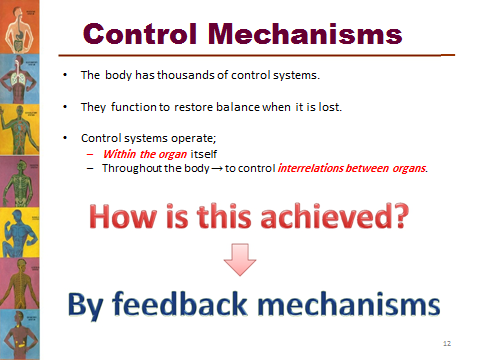 Control Mechanisms
• The body has thousands of control systems.
• They function to restore balance when it is lost.
• Control systems operate;
– Within the organ itself
– Throughout the body → to control interrelations between organs.
How is this achieved?
By feedback mechanisms
12